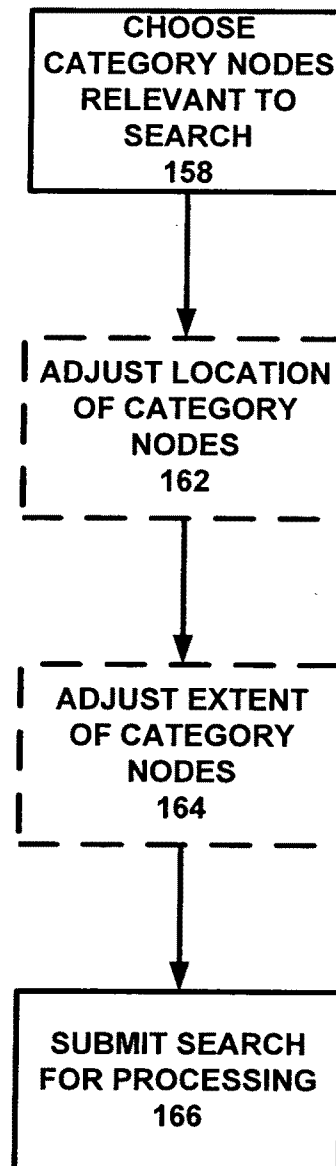 CHOOSE
CATEGORY NODES
RELEVANT TO
SEARCH
158
ADJUST LOCATION
OF CATEGORY
NODES
162
ADJUST EXTENT
OF CATEGORY
NODES
164
SUBMIT SEARCH
FOR PROCESSING
166